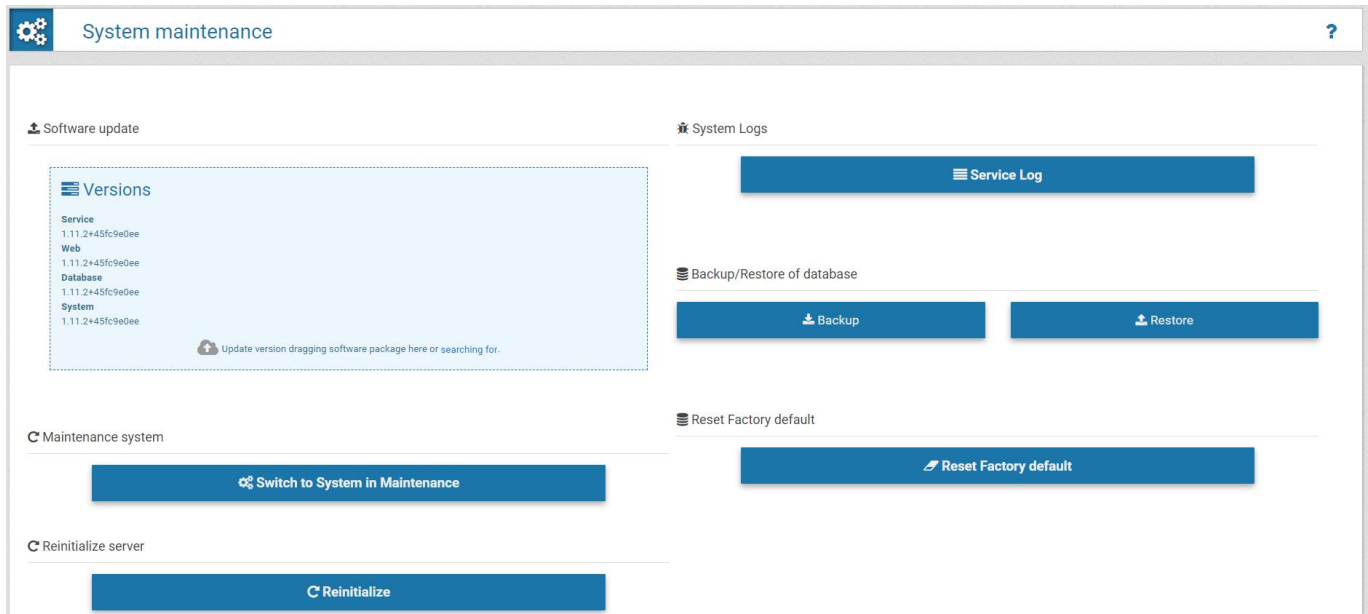 System maintenance
?
Software update
Versions
Service
1.11.2+45fc9e0ee
Web
1.11.2+45fc9e0ee
Database
1.11.2+45fc9e0ee
System
1.11.2+45fc9e0ee
Update version dragging software package here or searching for.
Maintenance system
Switch to System in Maintenance
Reinitialize server
Reinitialize
System Logs
Service Log
Backup/Restore of database
Backup
Restore
Reset Factory default
Reset Factory default